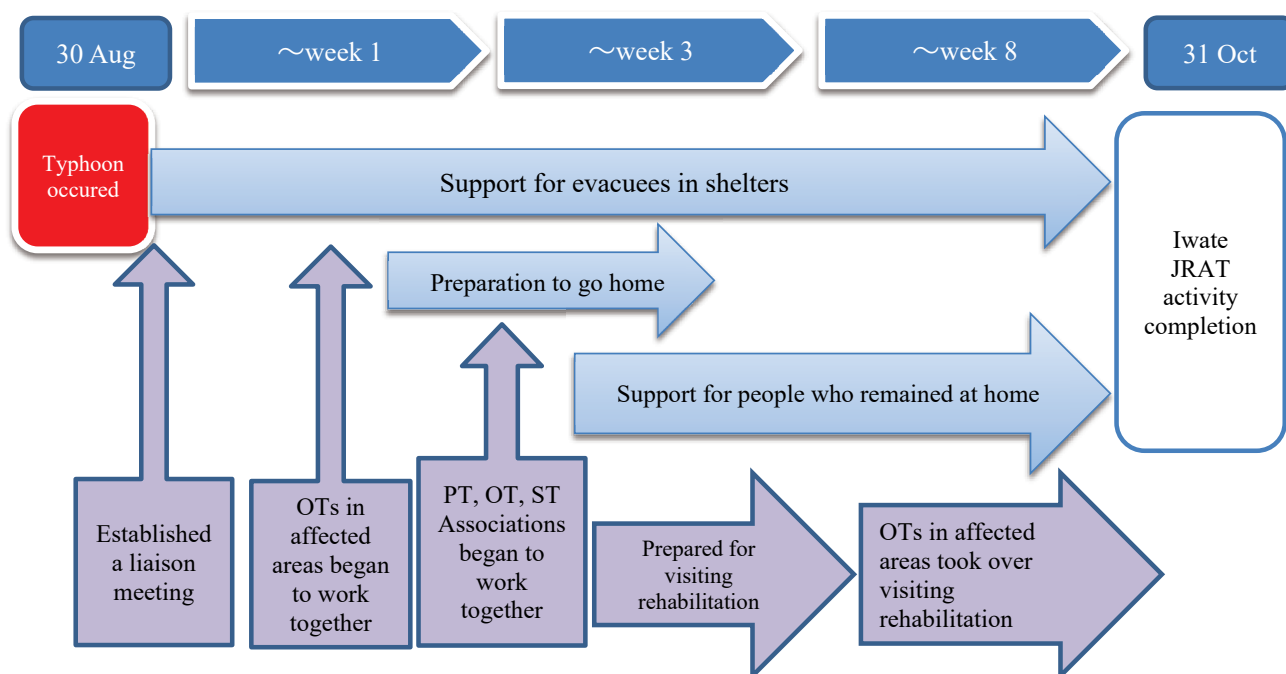 30 Aug
~week 1
~week 3
~week 8
31 Oct
Typhoon
occured
Support for evacuees in shelters
Preparation to go home
Support for people who remained at home
Iwate
JRAT
activity
completion
Established
a liaison
meeting
OTs in
affected
areas began
to work
together
PT, OT, ST
Associations
began to
work
together
Prepared for
visiting
rehabilitation
OTs in affected
areas took over
visiting
rehabilitation